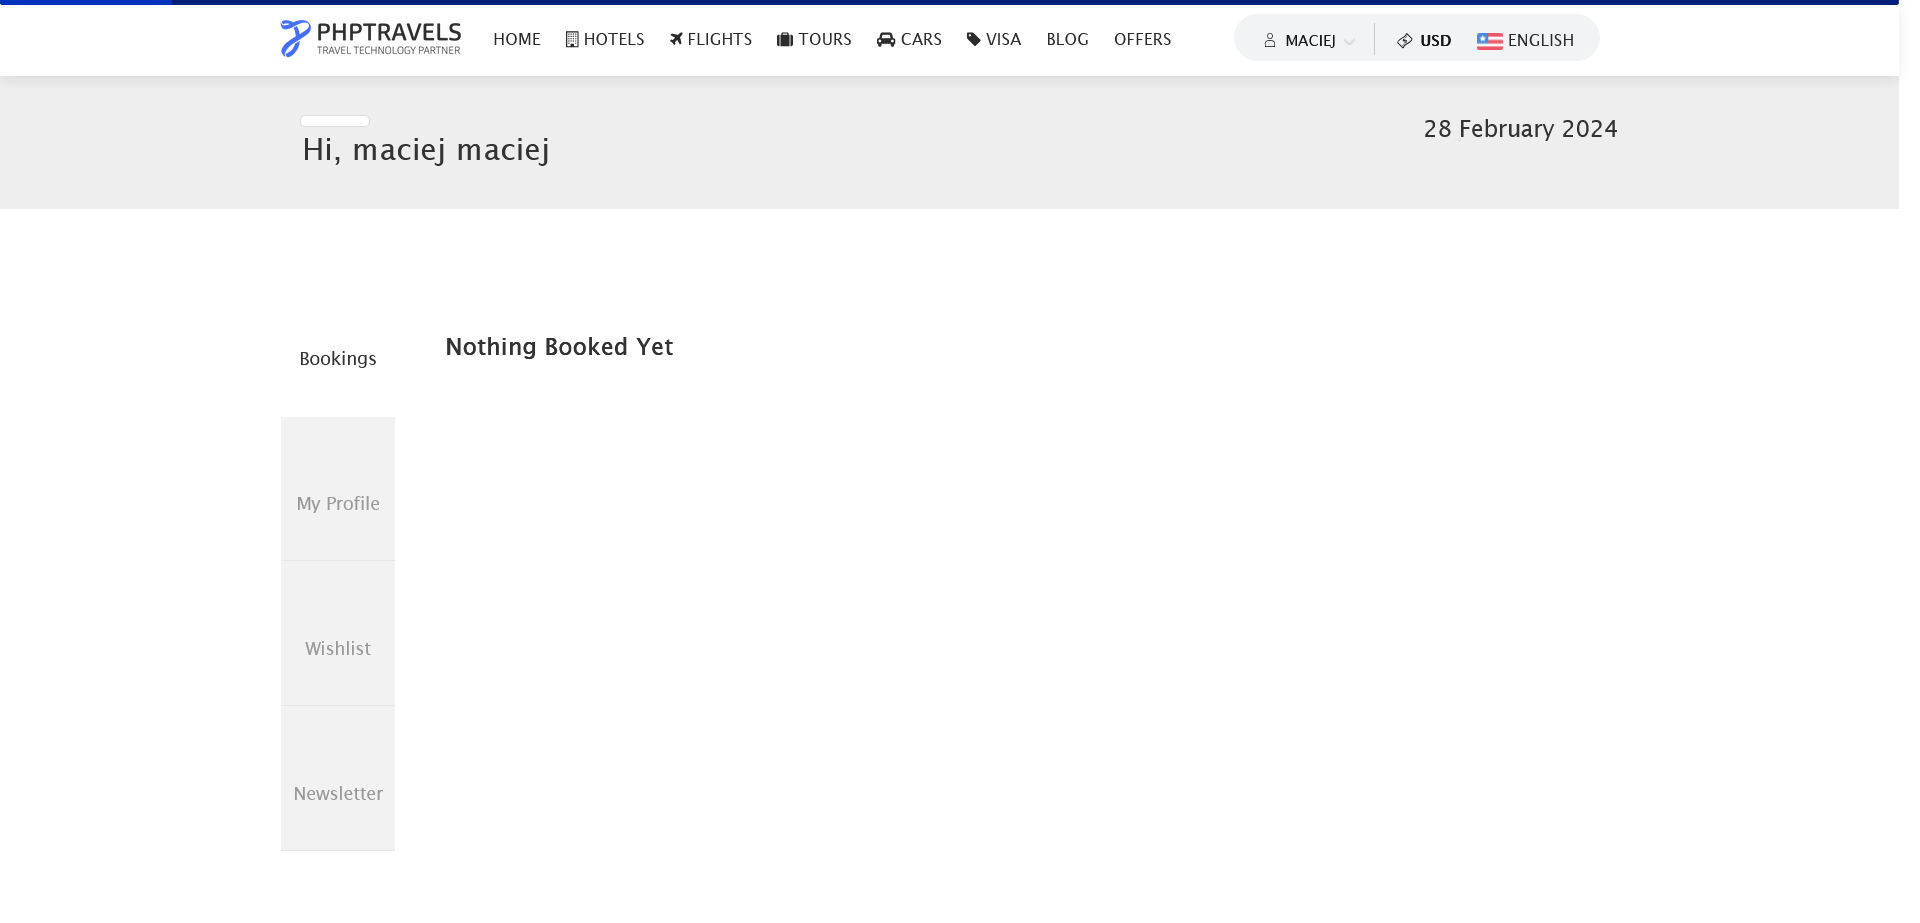 PHPTRAVELS
TRAVEL TECHNOLOGY PARTNER
HOME HOTELS FLIGHTS TOURS CARS VISA BLOG OFFERS MACIEJ USD ENGLISH
Hi, maciej maciej
28 February 2024
Bookings
Nothing Booked Yet
My Profile
Wishlist
Newsletter